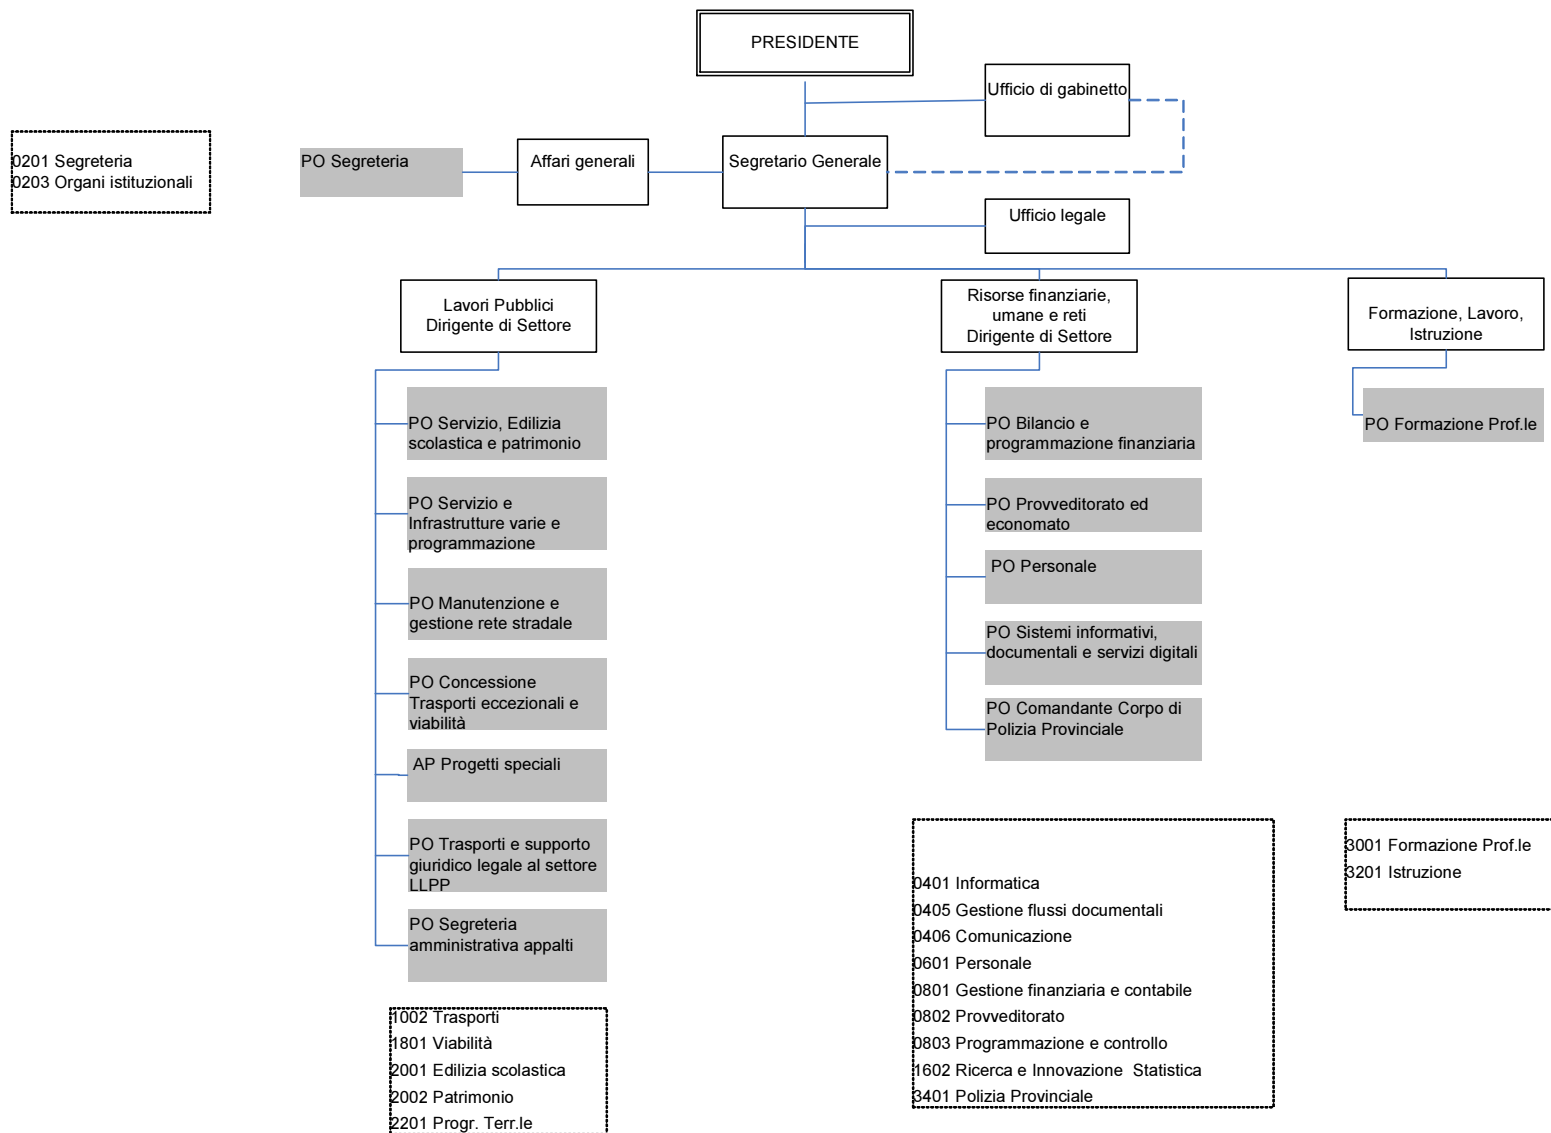 PRESIDENTE
Ufficio di gabinetto
0201 Segreteria
0203 Organi istituzionali
PO Segreteria
Affari generali
Segretario Generale
Ufficio legale
Lavori Pubblici
Dirigente di Settore
Risorse finanziarie,
umane e reti
Dirigente di Settore
Formazione, Lavoro,
Istruzione
PO Servizio, Edilizia
scolastica e patrimonio
PO Servizio e
Infrastrutture varie e
programmazione
PO Manutenzione e
gestione rete stradale
PO Concessione
Trasporti eccezionali e
viabilità
AP Progetti speciali
PO Trasporti e supporto
giuridico legale al settore
LLPP
PO Segreteria
amministrativa appalti
PO Bilancio e
programmazione finanziaria
PO Provveditorato ed
economato
PO Personale
PO Sistemi informativi,
documentali e servizi digitali
PO Comandante Corpo di
Polizia Provinciale
PO Formazione Prof.le
1002 Trasporti
1801 Viabilità
2001 Edilizia scolastica
2002 Patrimonio
2201 Progr. Terr.le
0401 Informatica
0405 Gestione flussi documentali
0406 Comunicazione
0601 Personale
0801 Gestione finanziaria e contabile
0802 Provveditorato
0803 Programmazione e controllo
1602 Ricerca e Innovazione  Statistica
3401 Polizia Provinciale
3001 Formazione Prof.le
3201 Istruzione